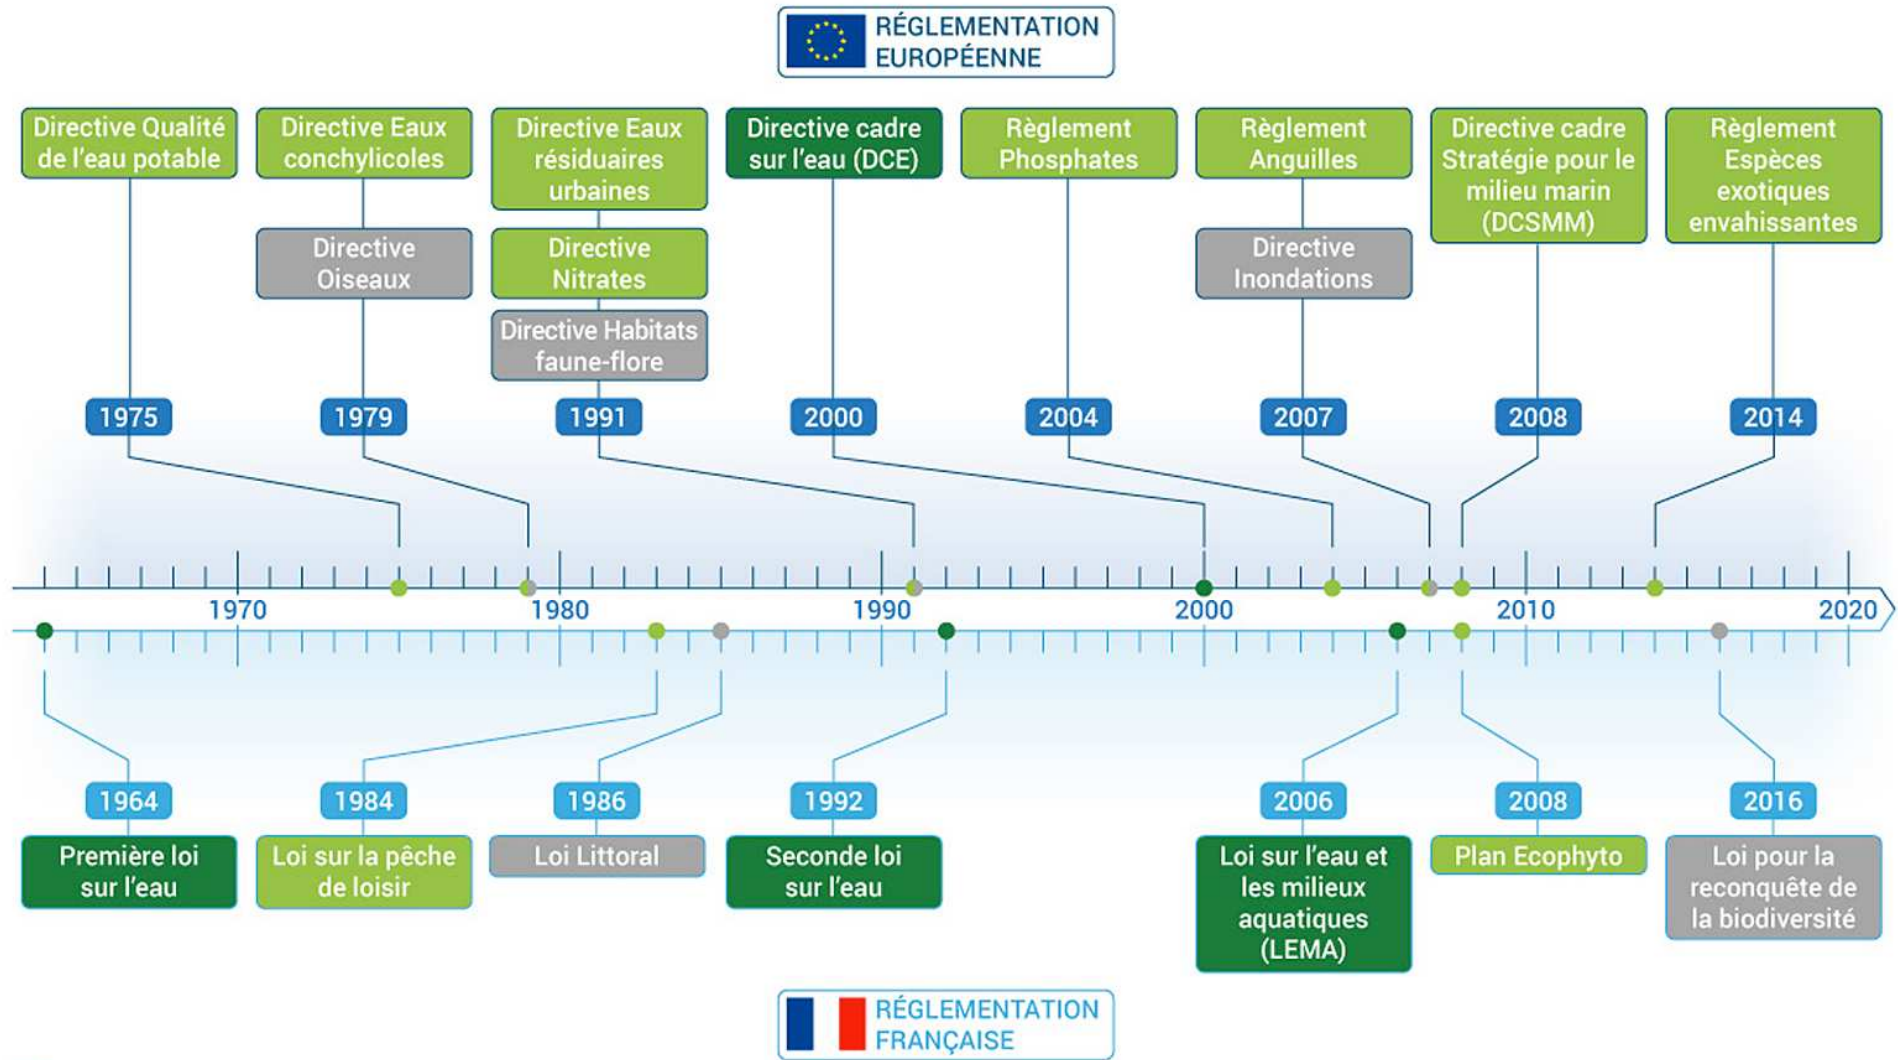 RÉGLEMENTATION
EUROPÉENNE
Directive Qualité
de l'eau potable
Directive Eaux
conchylicoles
Directive
Oiseaux
Directive Eaux
résiduaires
urbaines
Directive
Nitrates
Directive Habitats
faune-flore
Directive cadre
sur l'eau (DCE)
Règlement
Phosphates
Règlement
Anguilles
Directive
Inondations
Directive cadre
Stratégie pour le
milieu marin
(DCSMM)
Règlement
Espèces
exotiques
envahissantes
1975
1979
1991
2000
2004
2007
2008
2014
1970
1980
1990
2000
2010
2020
1964
Première loi
sur l'eau
1984
Loi sur la pêche
de loisir
1986
Loi Littoral
1992
Seconde loi
sur l'eau
2006
Loi sur l'eau et
les milieux
aquatiques
(LEMA)
2008
Plan Ecophyto
2016
Loi pour la
reconquête de
la biodiversité
RÉGLEMENTATION
FRANÇAISE